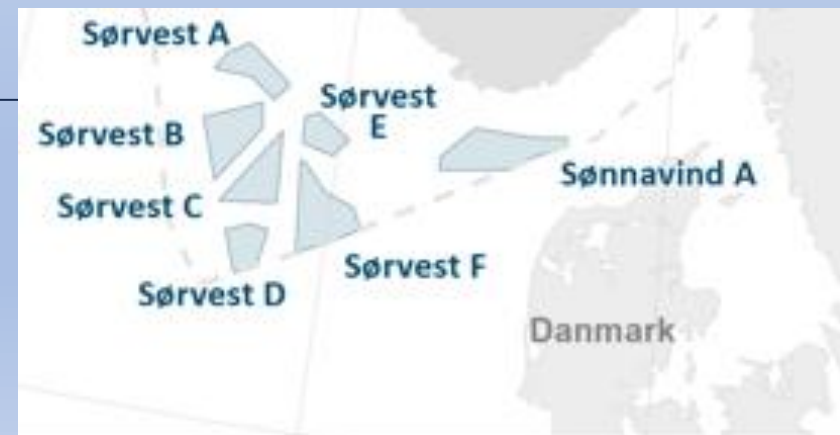 Sørvest A
Sørvest
E
Sørvest B
Sønnavind A
Sørvest C
Sørvest F
Sørvest D
Danmark